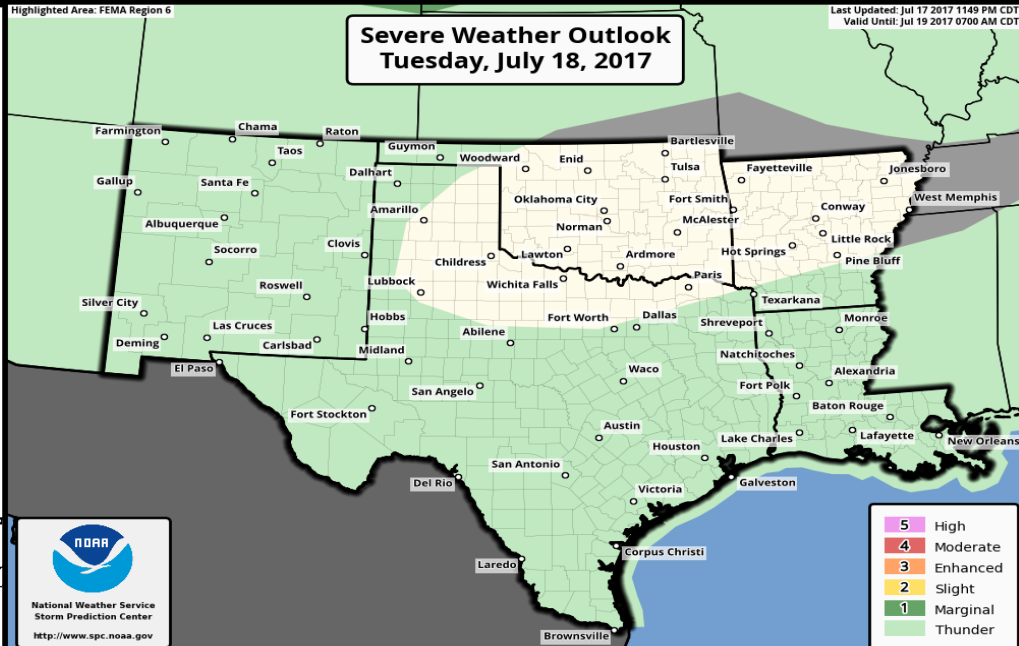 Highlighted Area: FEMA Region 6
Last Updated: Jul 17 2017 1149 PM CDT
Valid Until: Jul 19 2017 0700 AM CDT
Severe Weather Outlook
Tuesday, July 18, 2017
Farmington
Chama
Raton
Taos
Guymon
Woodward
Enid
Bartlesville
Tulsa
Gallup
Santa Fe
Dalhart
Fayetteville
Jonesboro
Albuquerque
Amarillo
Oklahoma City
Norman
Fort Smith
McAlester
Conway
West Memphis
Socorro
Clovis
Childress
Lawton
Ardmore
Hot Springs
Little Rock
Pine Bluff
Roswell
Lubbock
Wichita Falls
Paris
Texarkana
Silver City
Deming
Las Cruces
Carlsbad
Hobbs
Midland
Abilene
Fort Worth
Dallas
Shreveport
Monroe
El Paso
San Angelo
Waco
Natchitoches
Fort Polk
Alexandria
Fort Stockton
Austin
Houston
Lake Charles
Baton Rouge
Lafayette
New Orleans
Del Rio
San Antonio
Victoria
Galveston
Laredo
Corpus Christi
Brownsville
NOAA
National Weather Service
Storm Prediction Center
http://www.spc.noaa.gov
5 High
4 Moderate
3 Enhanced
2 Slight
1 Marginal
Thunder